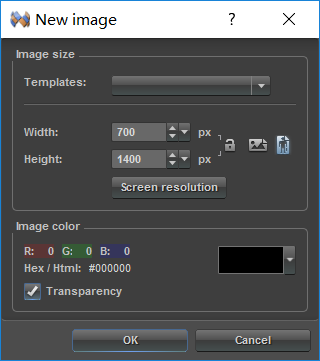 New image
?
Image size
Templates:
Width: 700 px
Height: 1400 px
Screen resolution
Image color
R: 0 G: 0 B: 0
Hex / Html: #000000
Transparency
OK Cancel